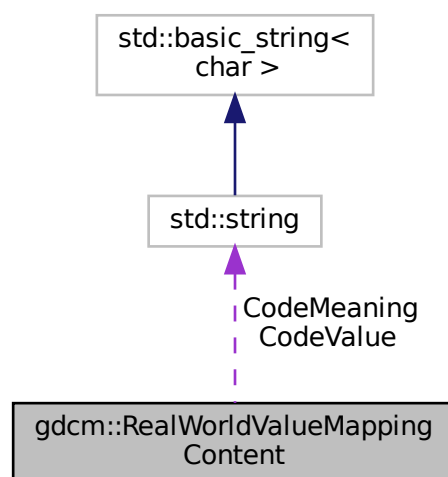 std::basic_string<
char >
std::string
CodeMeaning
CodeValue
gdcm::RealWorldValueMapping
Content